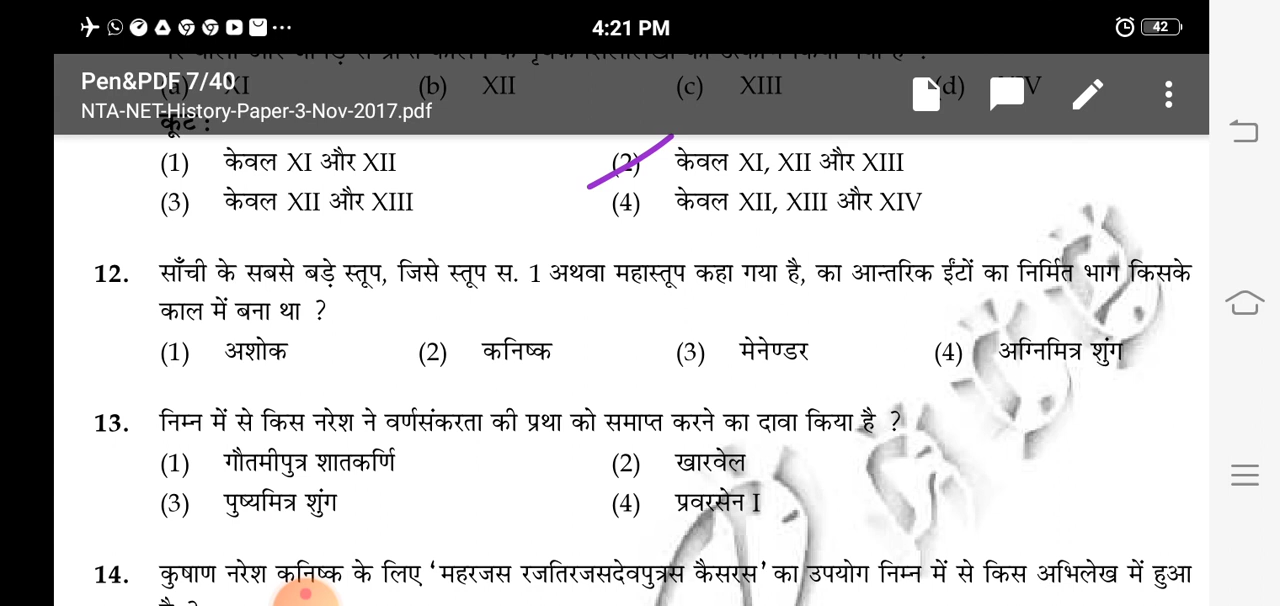 4:21 PM
42
Pen&PDF 7/40
NTA-NET-History-Paper-3-Nov-2017.pdf
(a) XI (b) XII (c) XIII (d)
कूट :
(1) केवल XI और XII (2) केवल XI, XII और XIII
(3) केवल XII और XIII (4) केवल XII, XIII और XIV
12. साँची के सबसे बड़े स्तूप, जिसे स्तूप स. 1 अथवा महास्तूप कहा गया है, का आन्तरिक ईंटों का निर्मित भाग किसके
काल में बना था ?
(1) अशोक (2) कनिष्क (3) मेनेण्डर (4) अग्निमित्र शुंग
13. निम्न में से किस नरेश ने वर्णसंकरता की प्रथा को समाप्त करने का दावा किया है ?
(1) गौतमीपुत्र शातकर्णि (2) खारवेल
(3) पुष्यमित्र शुंग (4) प्रवरसेन I
14. कुषाण नरेश कनिष्क के लिए ‘महरजस रजतिरजसदेवपुत्रस कैसरस’ का उपयोग निम्न में से किस अभिलेख में हुआ